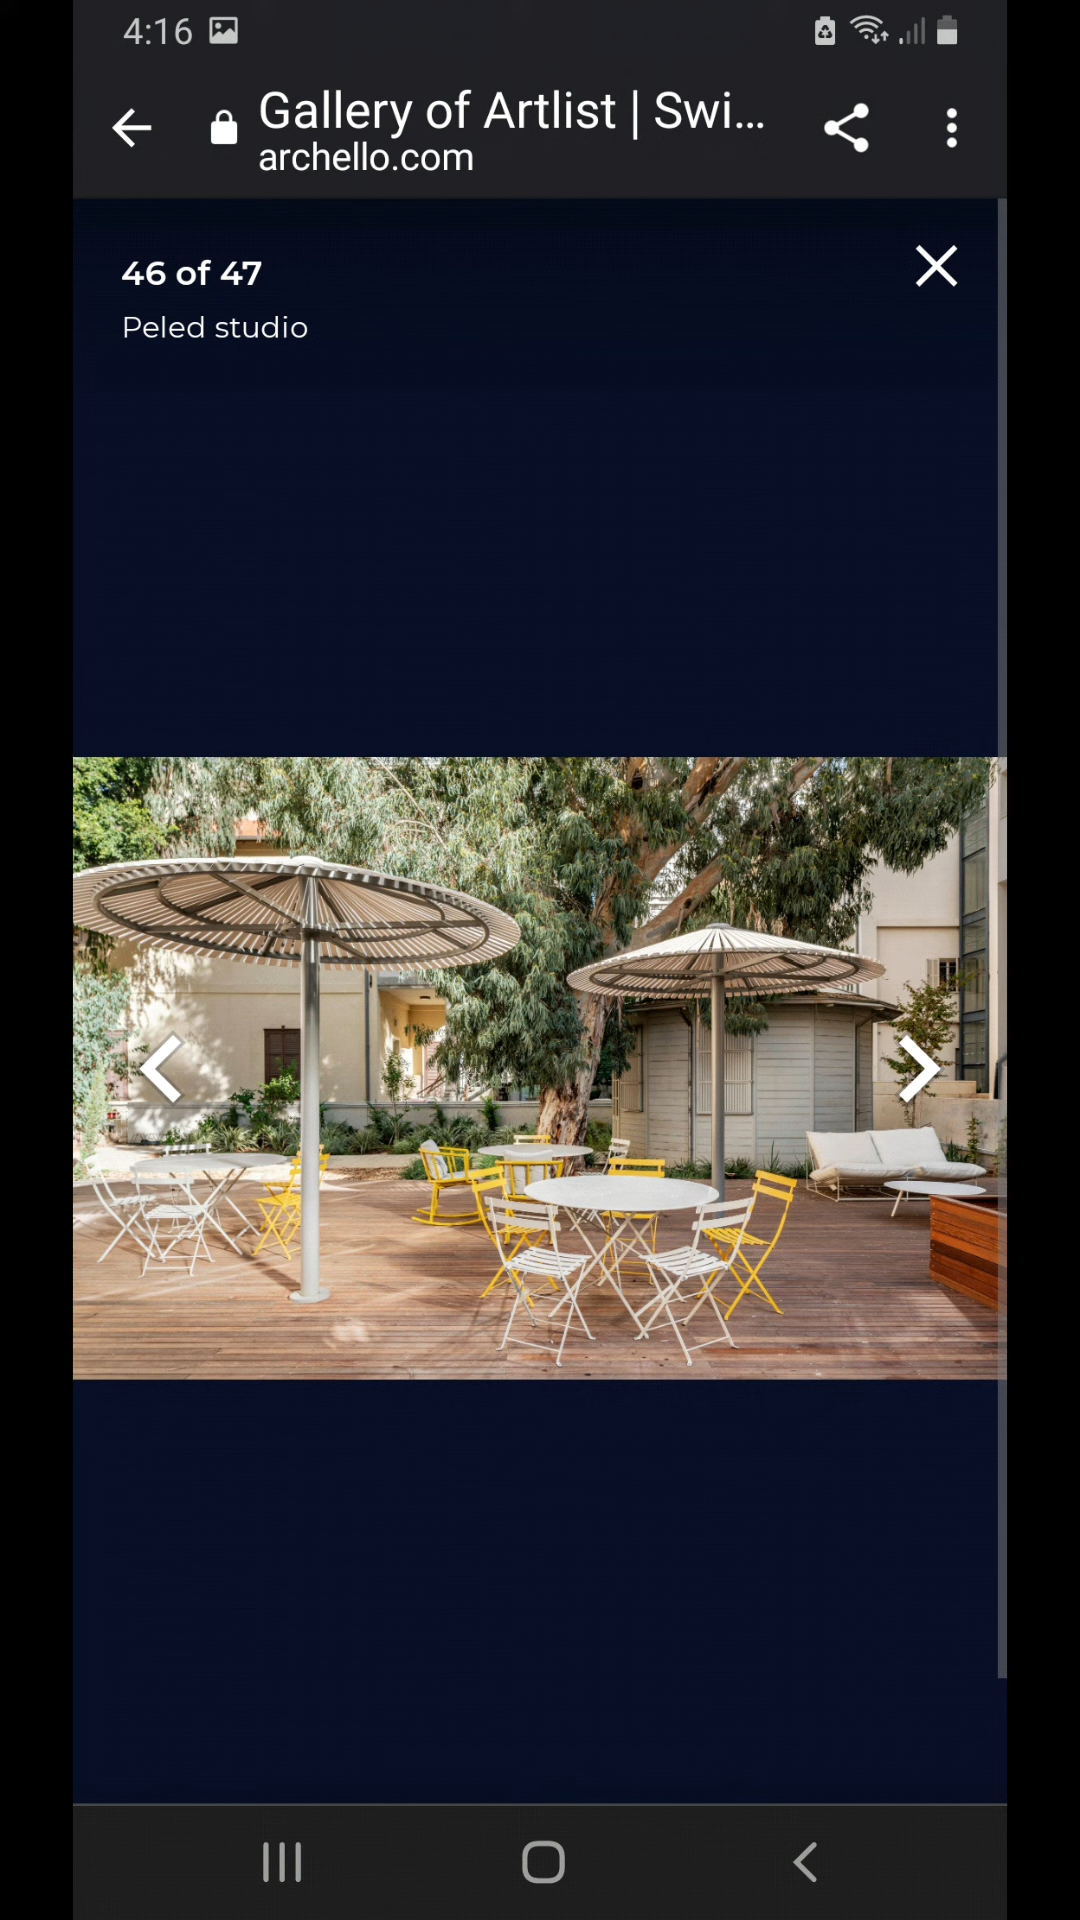 4:16
Gallery of Artlist | Swi...
archello.com
46 of 47
Peled studio